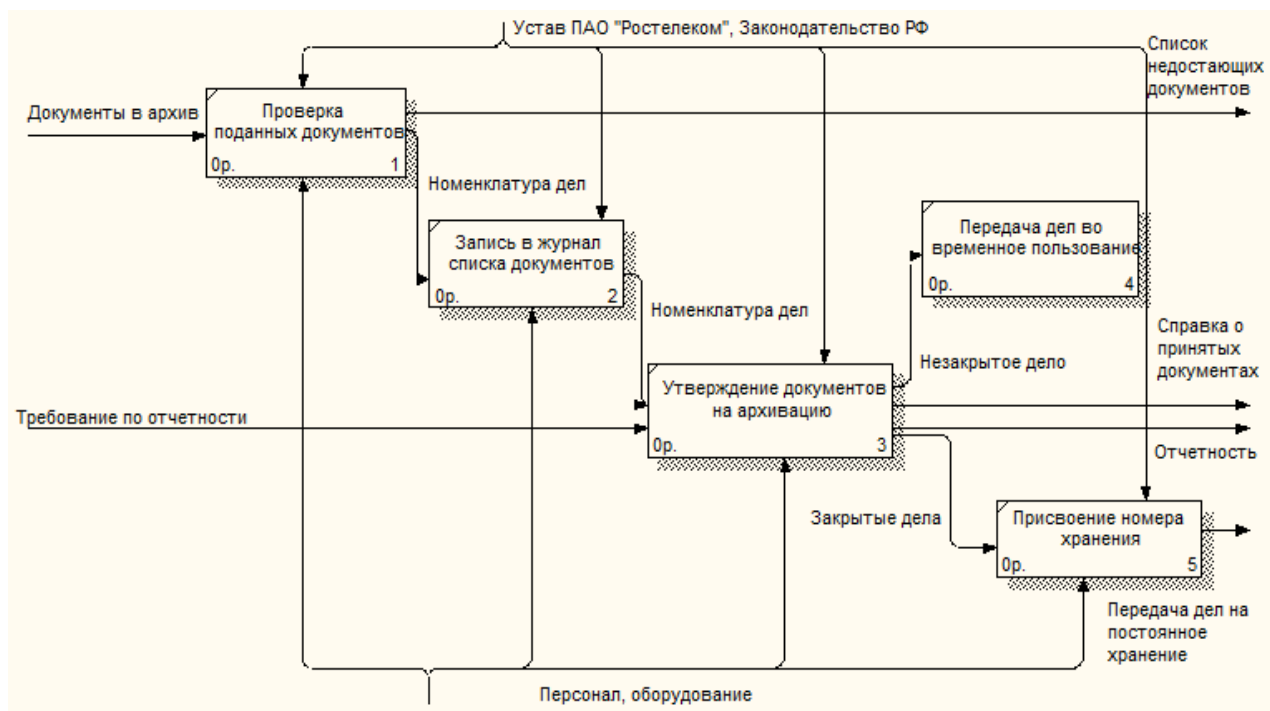 Устав ПАО "Ростелеком", Законодательство РФ
Список
недостающих
документов
Документы в архив
Проверка
поданных документов
0р. 1
Номенклатура дел
Запись в журнал
списка документов
0р. 2
Передача дел во
временное пользование
0р. 4
Номенклатура дел
Справка о
принятых
документах
Незакрытое дело
Утверждение документов
на архивацию
0р. 3
Требование по отчетности
Отчетность
Закрытые дела
Присвоение номера
хранения
0р. 5
Передача дел на
постоянное
хранение
Персонал, оборудование